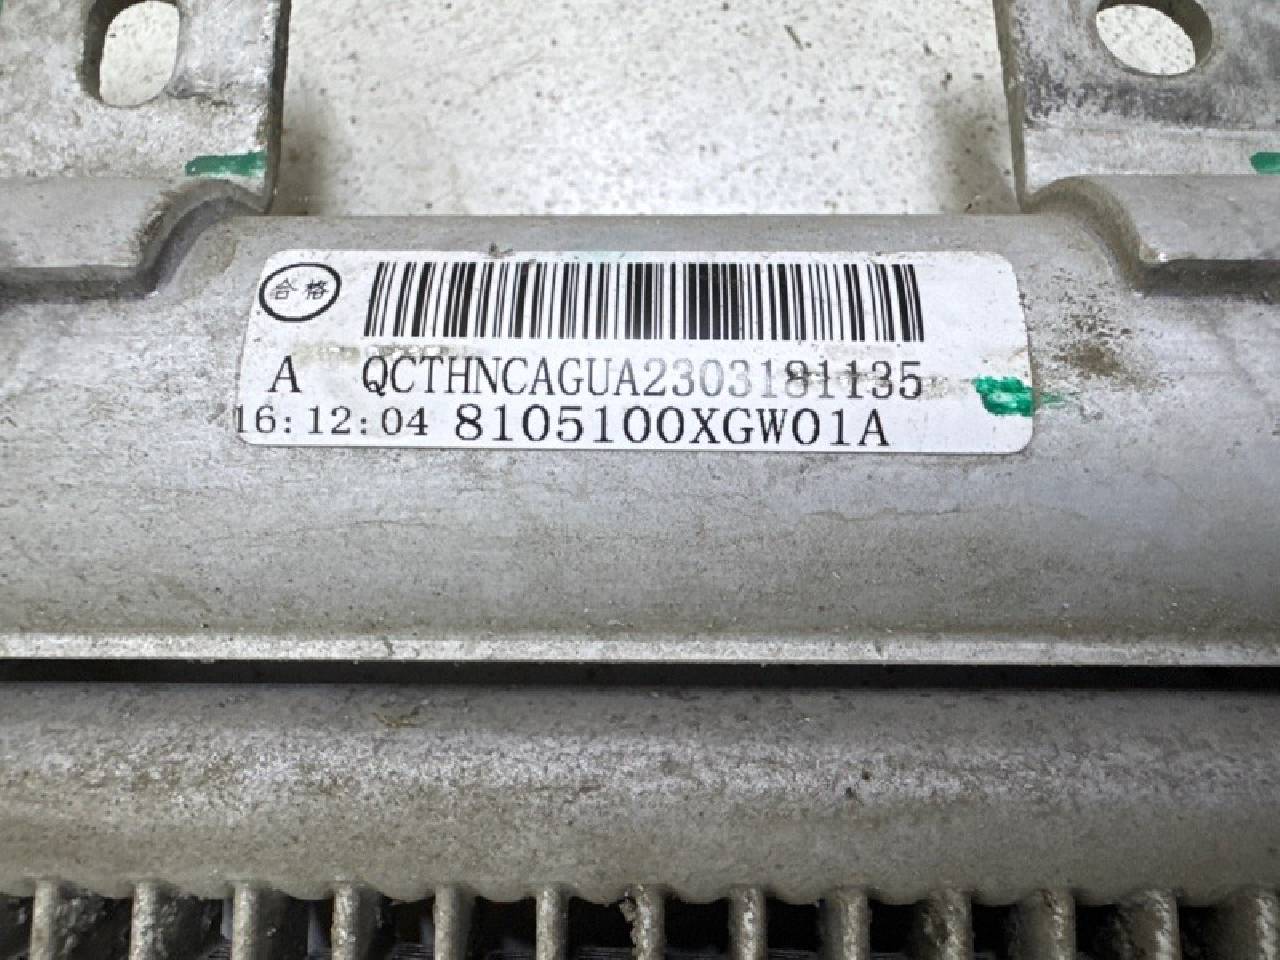 合格
A QCTHNCAGUA2303181135
16:12:04 8105100XGW01A